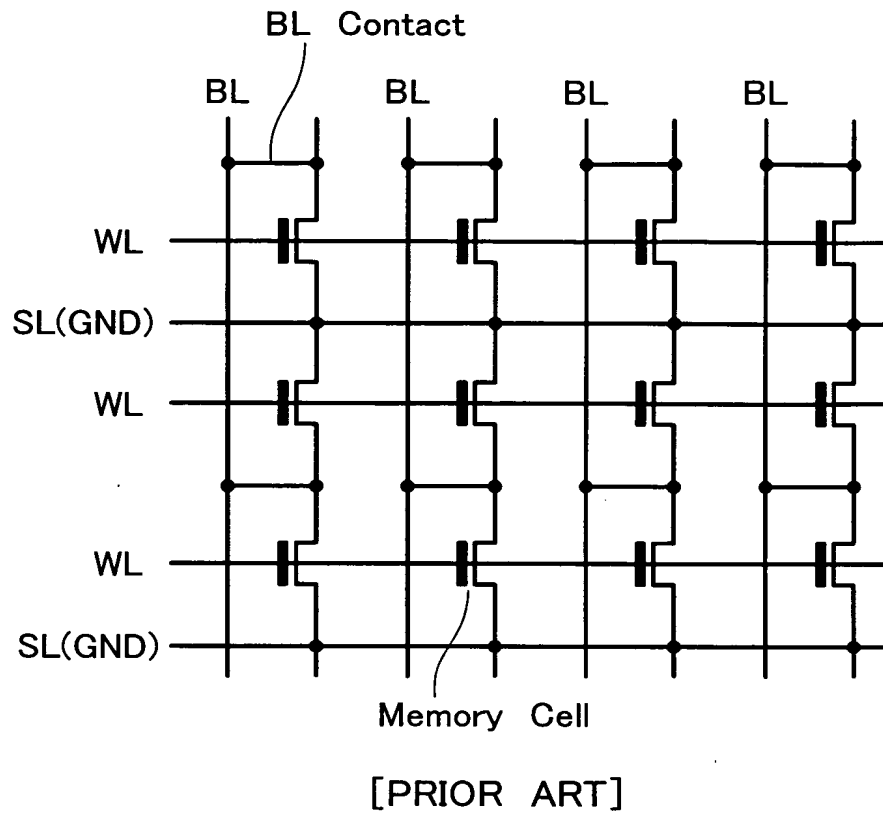 BL Contact
BL BL BL BL
WL
SL(GND)
WL
WL
SL(GND)
Memory Cell
[PRIOR ART]